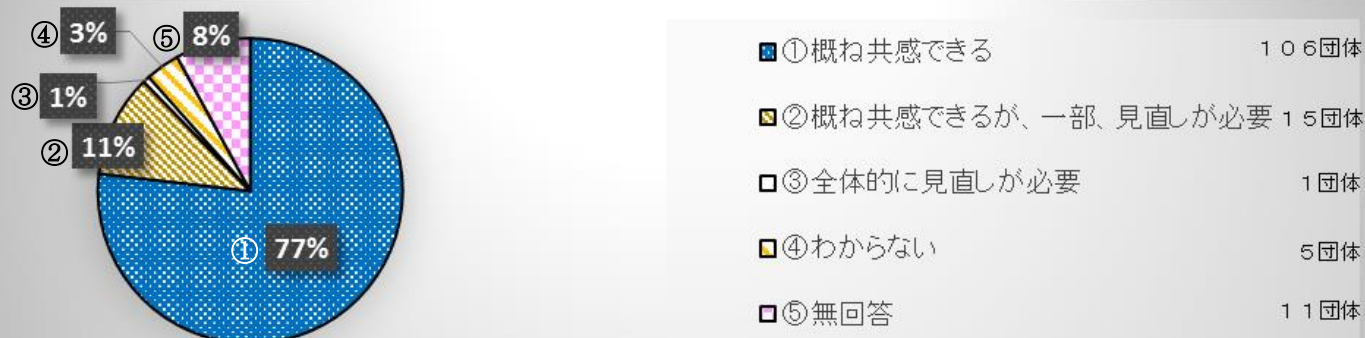 ④ 3%
⑤ 8%
③ 1%
② 11%
① 77%
①概ね共感できる １０６団体
②概ね共感できるが、一部、見直しが必要 １５団体
③全体的に見直しが必要 １団体
④わからない ５団体
⑤無回答 １１団体